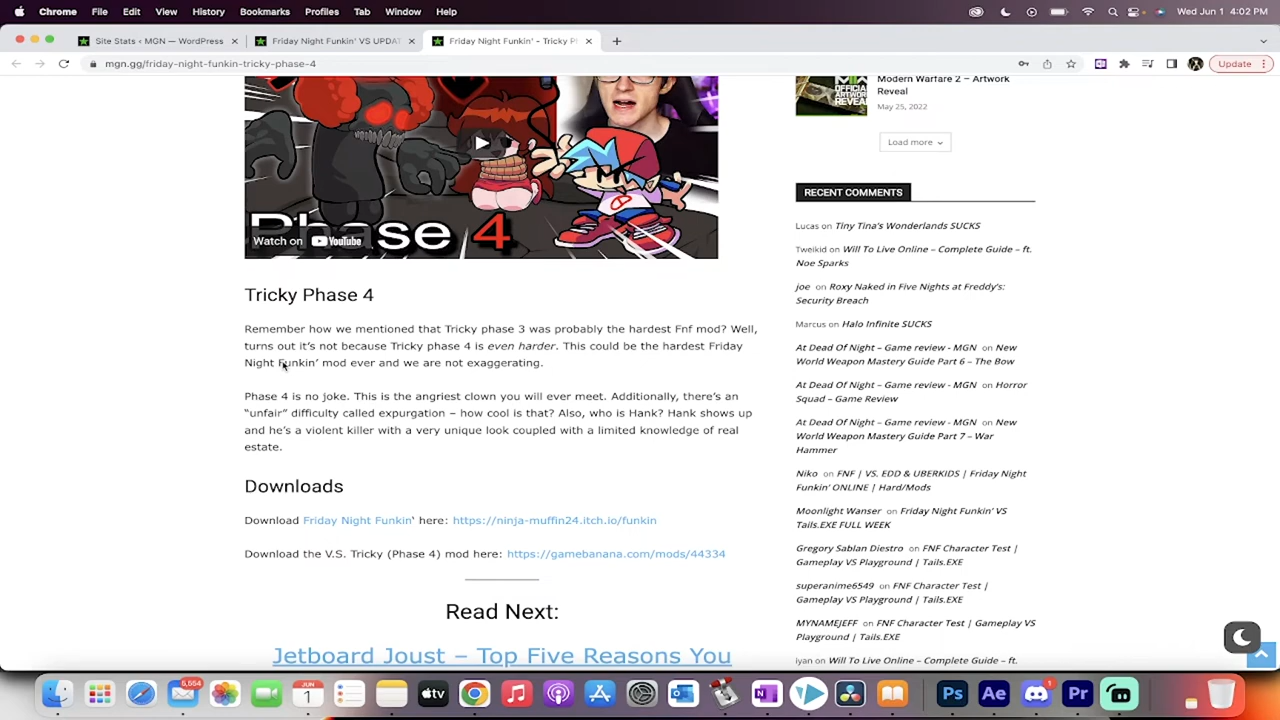 Chrome File Edit View History Bookmarks Profiles Tab Window Help Wed Jun 1 4:02 PM
Site Stats ‹ MGN — WordPress Friday Night Funkin' VS UPDAT Friday Night Funkin' - Tricky P
mgn.gg/friday-night-funkin-tricky-phase-4 Update
Phase 4
Watch on YouTube
Tricky Phase 4
Remember how we mentioned that Tricky phase 3 was probably the hardest Fnf mod? Well,
turns out it's not because Tricky phase 4 is even harder. This could be the hardest Friday
Night Funkin' mod ever and we are not exaggerating.
Phase 4 is no joke. This is the angriest clown you will ever meet. Additionally, there's an
“unfair” difficulty called expurgation – how cool is that? Also, who is Hank? Hank shows up
and he's a violent killer with a very unique look coupled with a limited knowledge of real
estate.
Downloads
Download Friday Night Funkin‘ here: https://ninja-muffin24.itch.io/funkin
Download the V.S. Tricky (Phase 4) mod here: https://gamebanana.com/mods/44334
Read Next:
Jetboard Joust – Top Five Reasons You
OFFICIAL
ARTWORK
REVEAL
Modern Warfare 2 – Artwork
Reveal
May 25, 2022
Load more
RECENT COMMENTS
Lucas on Tiny Tina's Wonderlands SUCKS
Tweikid on Will To Live Online – Complete Guide – ft.
Noe Sparks
joe on Roxy Naked in Five Nights at Freddy's:
Security Breach
Marcus on Halo Infinite SUCKS
At Dead Of Night – Game review - MGN on New
World Weapon Mastery Guide Part 6 – The Bow
At Dead Of Night – Game review - MGN on Horror
Squad – Game Review
At Dead Of Night – Game review - MGN on New
World Weapon Mastery Guide Part 7 – War
Hammer
Niko on FNF | VS. EDD & UBERKIDS | Friday Night
Funkin' ONLINE | Hard/Mods
Moonlight Wanser on Friday Night Funkin' VS
Tails.EXE FULL WEEK
Gregory Sablan Diestro on FNF Character Test |
Gameplay VS Playground | Tails.EXE
superanime6549 on FNF Character Test |
Gameplay VS Playground | Tails.EXE
MYNAMEJEFF on FNF Character Test | Gameplay VS
Playground | Tails.EXE
iyan on Will To Live Online – Complete Guide – ft.
5,654 JUN 1 tv N Ps Ae 1 Pr